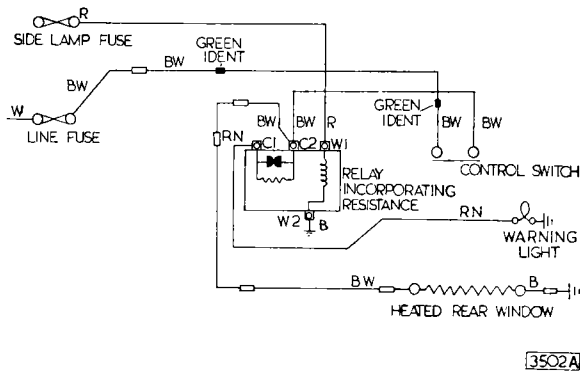 R
SIDE LAMP FUSE
GREEN
IDENT
BW
BW
W
LINE FUSE
GREEN
IDENT
BW
BW
BW
BW
R
RN
C1
C2
W1
CONTROL SWITCH
RELAY
INCORPORATING
RESISTANCE
W2
B
RN
WARNING
LIGHT
BW
B
HEATED REAR WINDOW
3502A